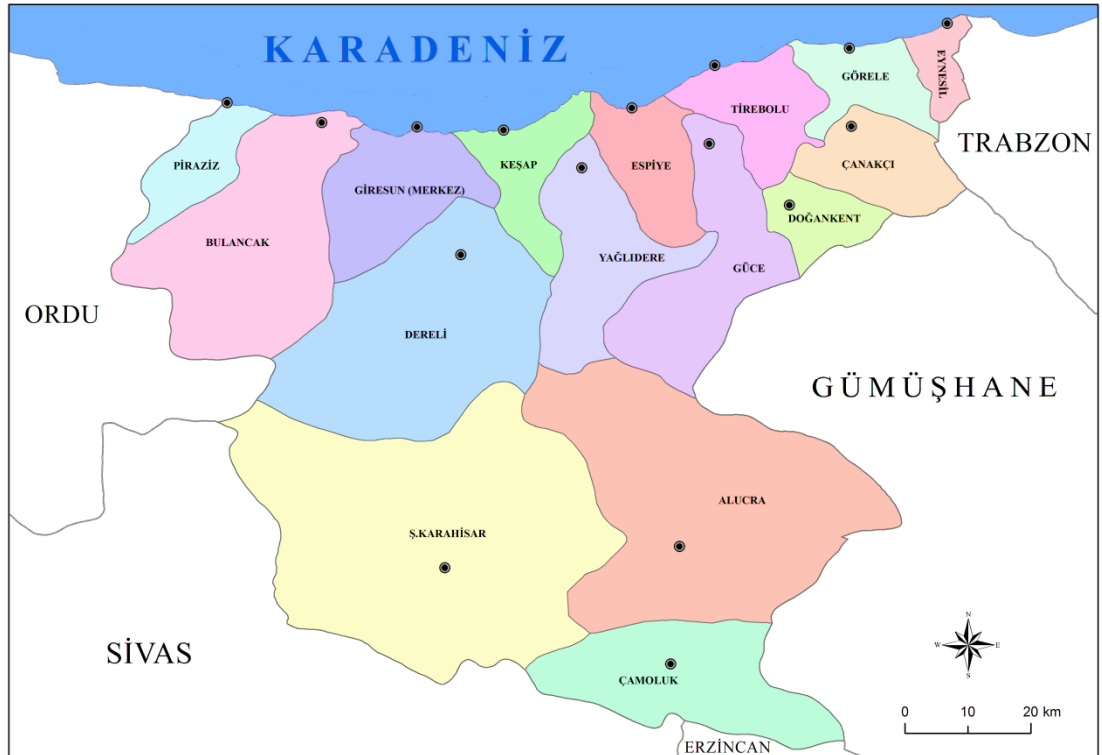 KARADENİZ
EYNESİL
GÖRELE
TİREBOLU
TRABZON
PİRAZİZ
KEŞAP
ESPİYE
ÇANAKÇI
GİRESUN (MERKEZ)
DOĞANKENT
BULANCAK
YAĞLIDERE
GÜCE
ORDU
DERELİ
GÜMÜŞHANE
ALUCRA
Ş.KARAHİSAR
N
W E
S
SİVAS
ÇAMOLUK
0 10 20 km
ERZİNCAN